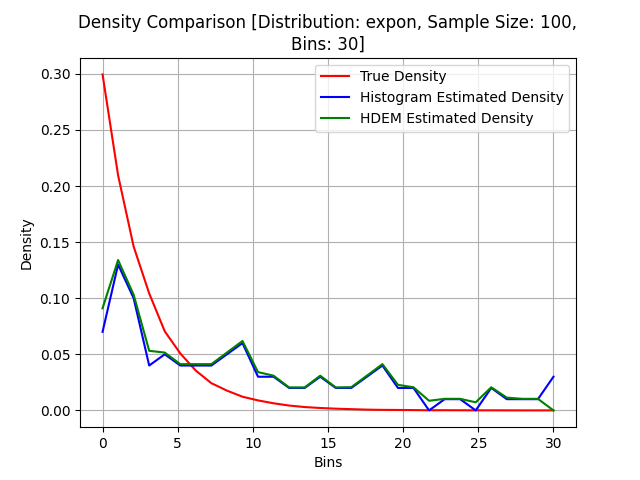 Density Comparison [Distribution: expon, Sample Size: 100,
Bins: 30]
True Density
Histogram Estimated Density
HDEM Estimated Density
Density
0.30
0.25
0.20
0.15
0.10
0.05
0.00
0 5 10 15 20 25 30
Bins